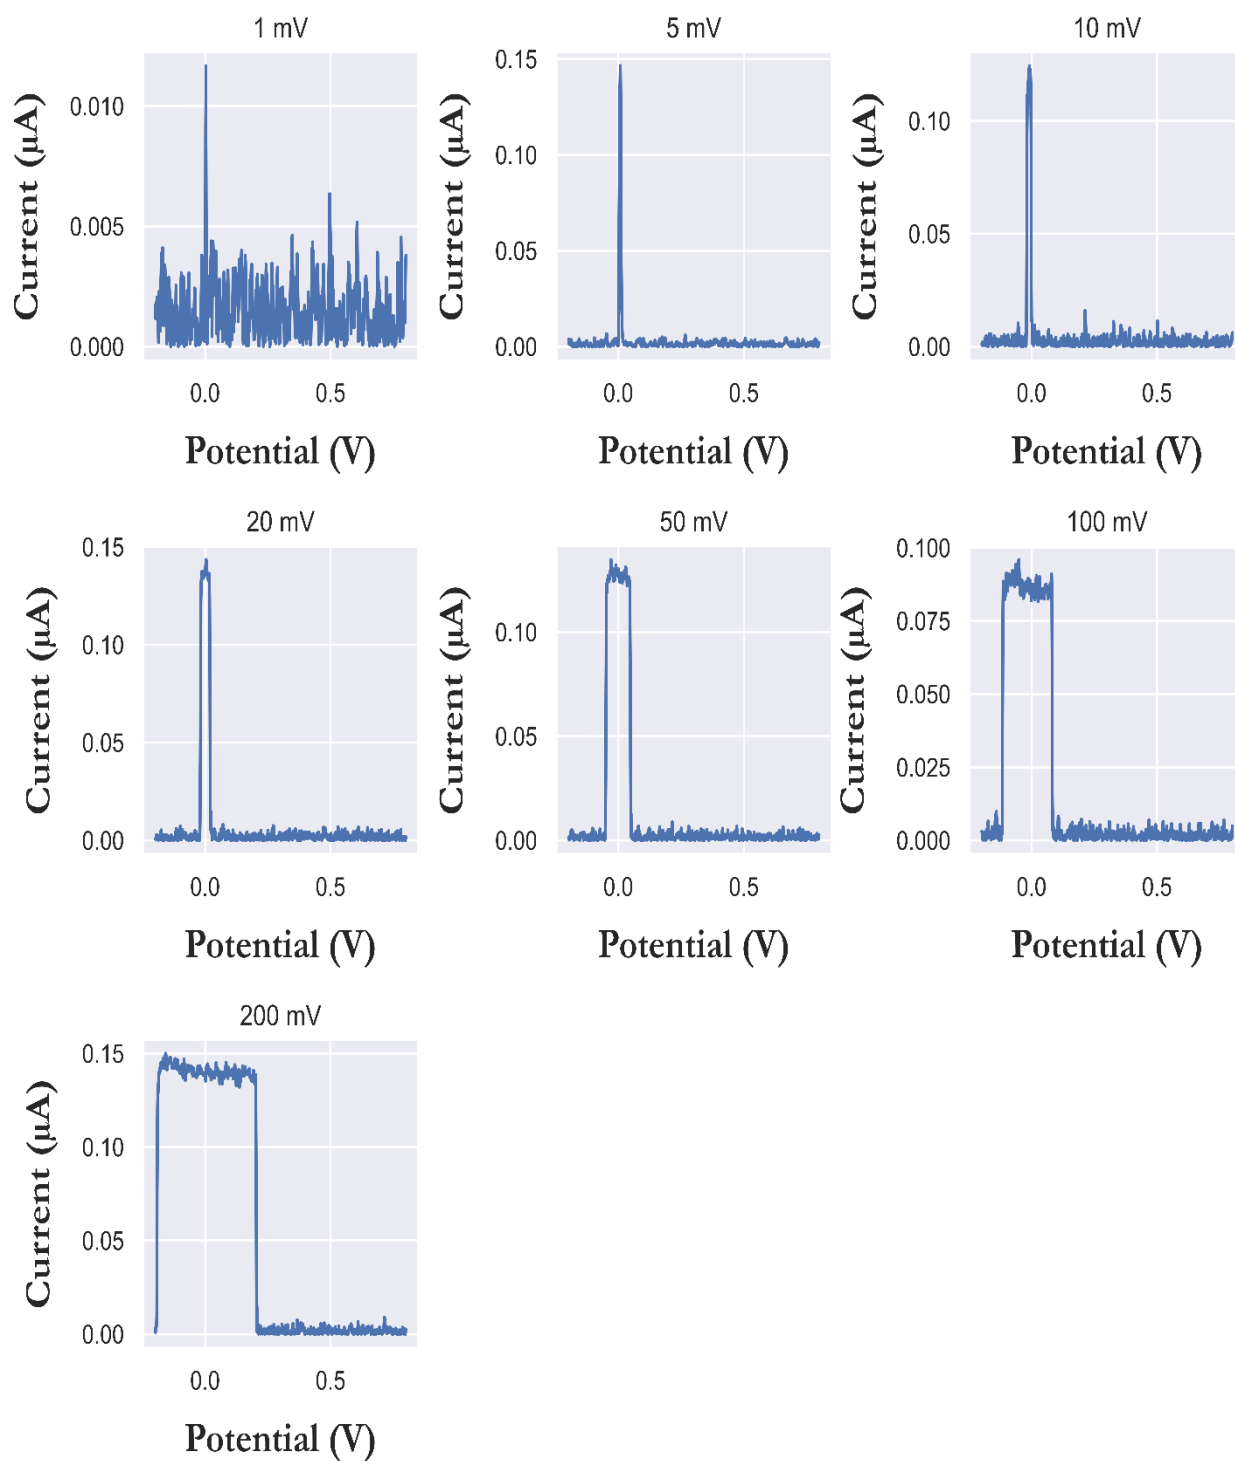 1 mV
Current (μA)
0.010
0.005
0.000
0.0 0.5
Potential (V)
5 mV
Current (μA)
0.15
0.10
0.05
0.00
0.0 0.5
Potential (V)
10 mV
Current (μA)
0.10
0.05
0.00
0.0 0.5
Potential (V)
20 mV
Current (μA)
0.15
0.10
0.05
0.00
0.0 0.5
Potential (V)
50 mV
Current (μA)
0.10
0.05
0.00
0.0 0.5
Potential (V)
100 mV
Current (μA)
0.100
0.075
0.050
0.025
0.000
0.0 0.5
Potential (V)
200 mV
Current (μA)
0.15
0.10
0.05
0.00
0.0 0.5
Potential (V)